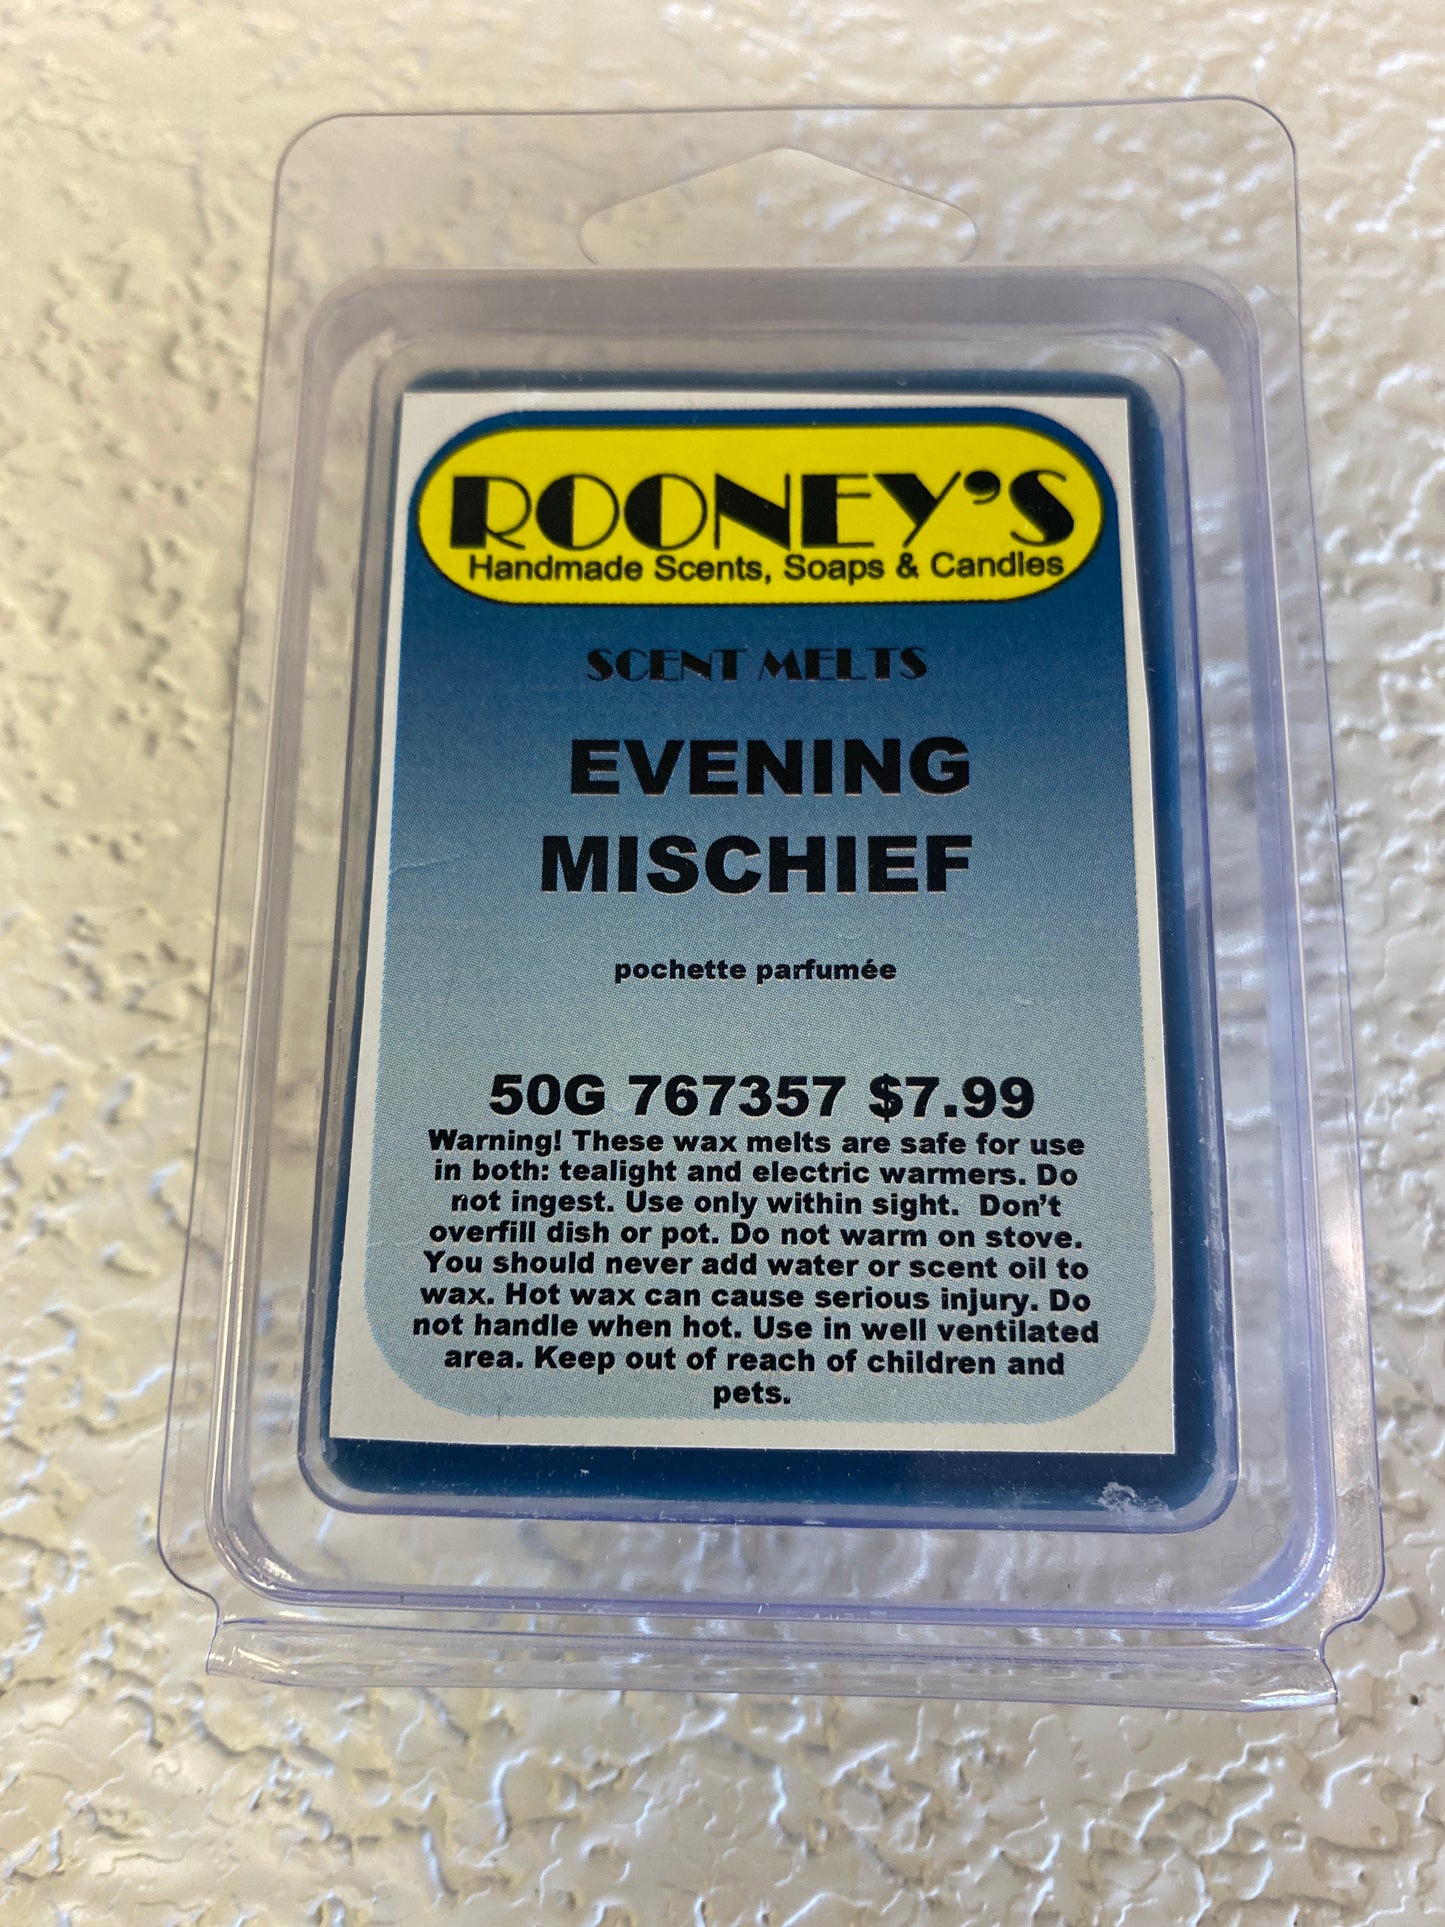 ROONEY'S
Handmade Scents, Soaps & Candles
SCENT MELTS
EVENING
MISCHIEF
pochette parfumée
50G 767357 $7.99
Warning! These wax melts are safe for use
in both: tealight and electric warmers. Do
not ingest. Use only within sight. Don't
overfill dish or pot. Do not warm on stove.
You should never add water or scent oil to
wax. Hot wax can cause serious injury. Do
not handle when hot. Use in well ventilated
area. Keep out of reach of children and
pets.